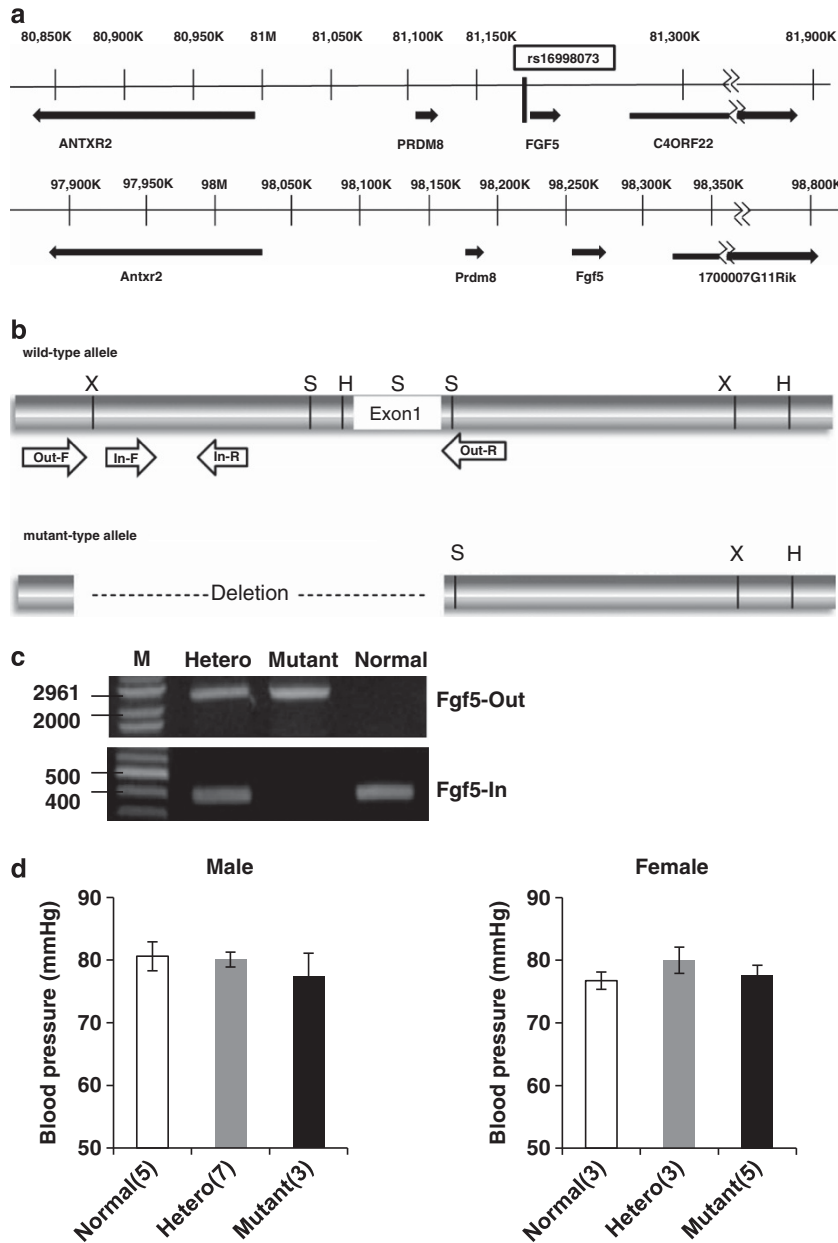 a
80,850K 80,900K 80,950K 81M 81,050K 81,100K 81,150K 81,300K 81,900K
rs16998073
ANTXR2 PRDM8 FGF5 C4ORF22
97,900K 97,950K 98M 98,050K 98,100K 98,150K 98,200K 98,250K 98,300K 98,350K 98,800K
Antxr2 Prdm8 Fgf5 1700007G11Rik
b
wild-type allele
X S H S S X H
Exon1
Out-F In-F In-R Out-R
mutant-type allele
S X H
Deletion
c
M Hetero Mutant Normal
2961
2000
Fgf5-Out
500
400
Fgf5-In
d
Male
Blood pressure (mmHg)
90
80
70
60
50
Normal(5)
Hetero(7)
Mutant(3)
Female
Blood pressure (mmHg)
90
80
70
60
50
Normal(3)
Hetero(3)
Mutant(5)